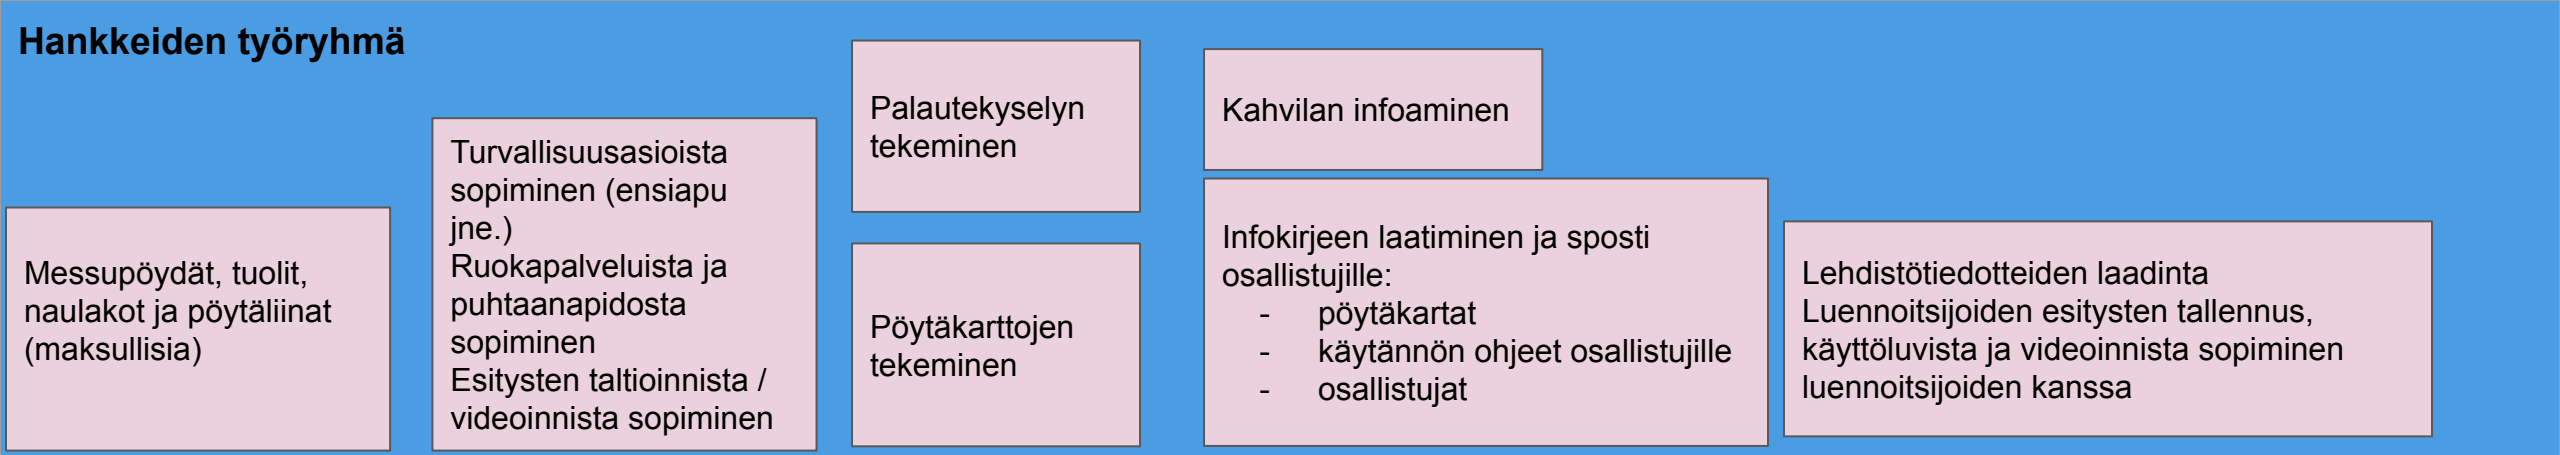 Hankkeiden työryhmä
Messupöydät, tuolit,
naulakot ja pöytäliinat
(maksullisia)
Turvallisuusasioista
sopiminen (ensiapu
jne.)
Ruokapalveluista ja
puhtaanapidosta
sopiminen
Esitysten taltioinnista /
videoinnista sopiminen
Palautekyselyn
tekeminen
Pöytäkarttojen
tekeminen
Kahvilan infoaminen
Infokirjeen laatiminen ja sposti
osallistujille:
- pöytäkartat
- käytännön ohjeet osallistujille
- osallistujat
Lehdistötiedotteiden laadinta
Luennoitsijoiden esitysten tallennus,
käyttöluvista ja videoinnista sopiminen
luennoitsijoiden kanssa